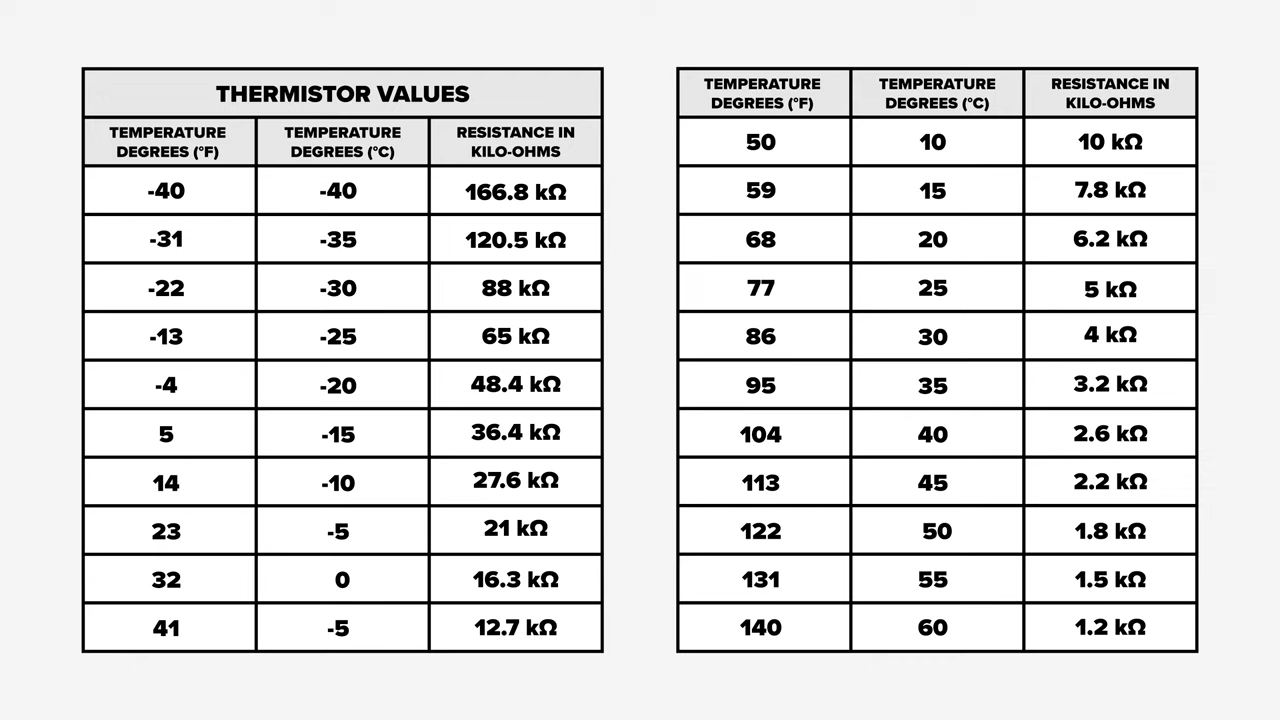 THERMISTOR VALUES
TEMPERATURE DEGREES (°F) TEMPERATURE DEGREES (°C) RESISTANCE IN KILO-OHMS
-40 -40 166.8 kΩ
-31 -35 120.5 kΩ
-22 -30 88 kΩ
-13 -25 65 kΩ
-4 -20 48.4 kΩ
5 -15 36.4 kΩ
14 -10 27.6 kΩ
23 -5 21 kΩ
32 0 16.3 kΩ
41 -5 12.7 kΩ
TEMPERATURE DEGREES (°F) TEMPERATURE DEGREES (°C) RESISTANCE IN KILO-OHMS
50 10 10 kΩ
59 15 7.8 kΩ
68 20 6.2 kΩ
77 25 5 kΩ
86 30 4 kΩ
95 35 3.2 kΩ
104 40 2.6 kΩ
113 45 2.2 kΩ
122 50 1.8 kΩ
131 55 1.5 kΩ
140 60 1.2 kΩ